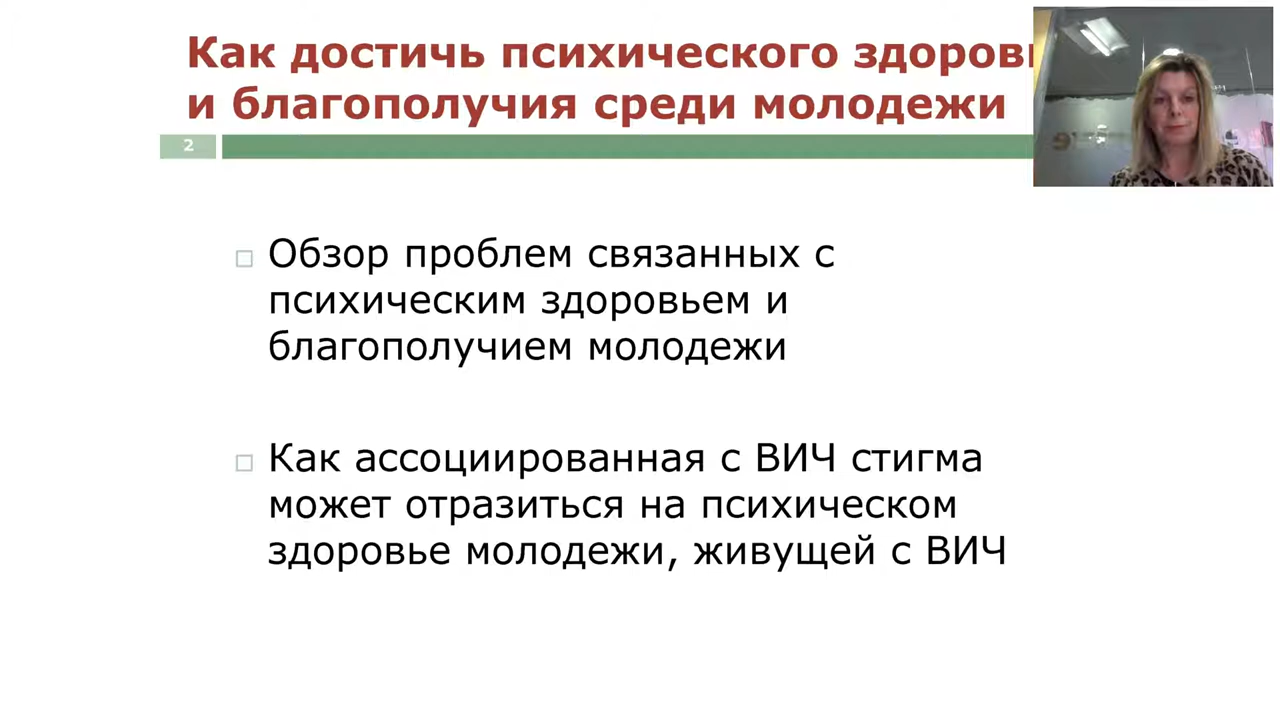 Как достичь психического
и благополучия среди молодежи
2
Обзор проблем связанных с
психическим здоровьем и
благополучием молодежи
Как ассоциированная с ВИЧ стигма
может отразиться на психическом
здоровье молодежи, живущей с ВИЧ